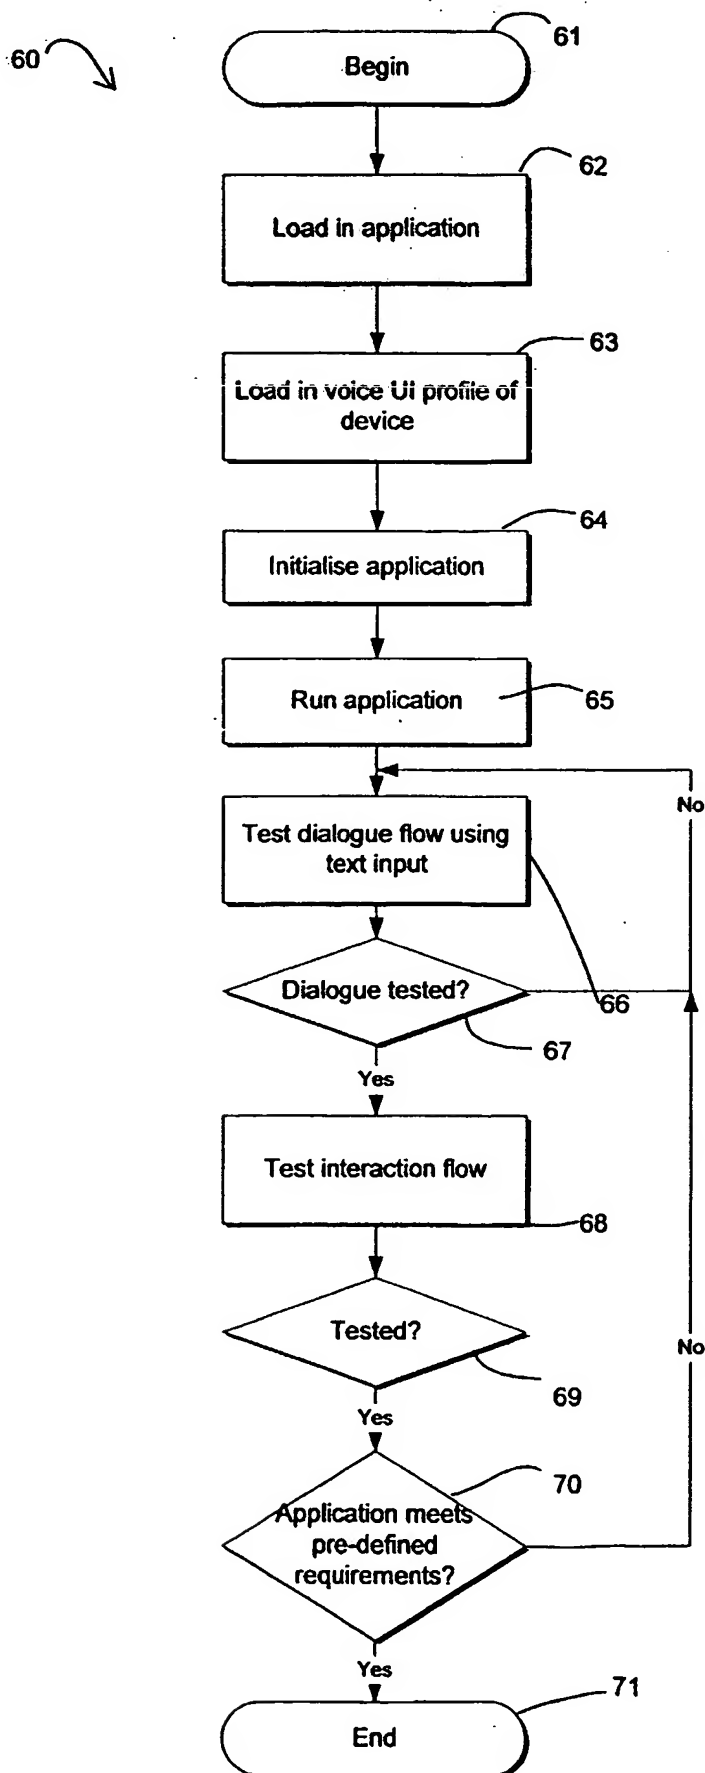 61
60
Begin
62
Load in application
63
Load in voice UI profile of
device
64
Initialise application
Run application
65
No
Test dialogue flow using
text input
Dialogue tested?
66
67
Yes
Test interaction flow
68
Tested?
No
69
Yes
70
Application meets
pre-defined
requirements?
Yes
71
End